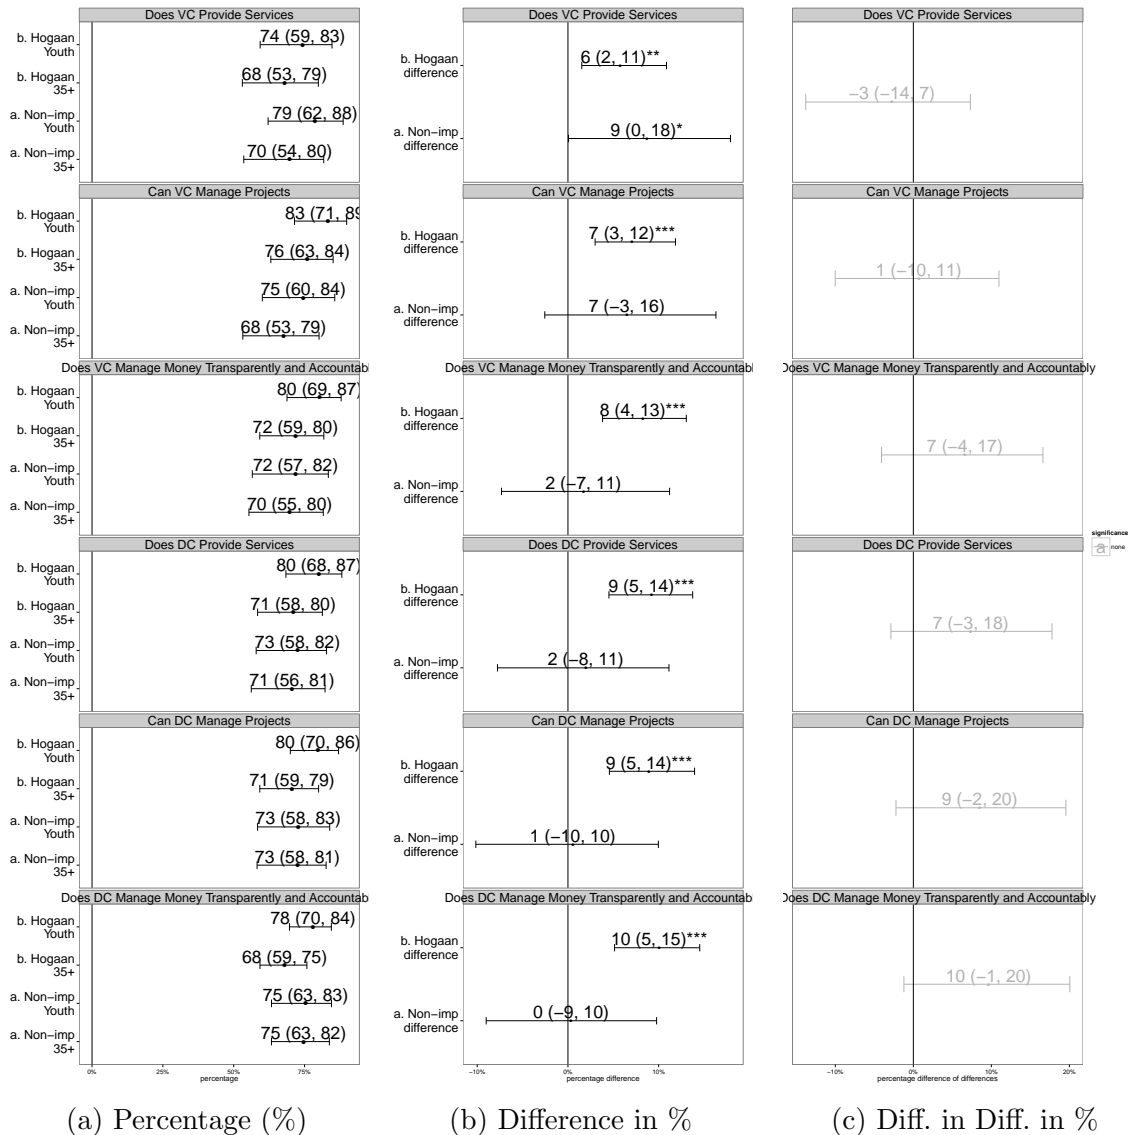 Does VC Provide Services
b. Hogaan
Youth
74 (59, 83)
b. Hogaan
35+
68 (53, 79)
a. Non−imp
Youth
79 (62, 88)
a. Non−imp
35+
70 (54, 80)
Can VC Manage Projects
b. Hogaan
Youth
83 (71, 89
b. Hogaan
35+
76 (63, 84)
a. Non−imp
Youth
75 (60, 84)
a. Non−imp
35+
68 (53, 79)
Does VC Manage Money Transparently and Accountabl
b. Hogaan
Youth
80 (69, 87)
b. Hogaan
35+
72 (59, 80)
a. Non−imp
Youth
72 (57, 82)
a. Non−imp
35+
70 (55, 80)
Does DC Provide Services
b. Hogaan
Youth
80 (68, 87)
b. Hogaan
35+
71 (58, 80)
a. Non−imp
Youth
73 (58, 82)
a. Non−imp
35+
71 (56, 81)
Can DC Manage Projects
b. Hogaan
Youth
80 (70, 86)
b. Hogaan
35+
71 (59, 79)
a. Non−imp
Youth
73 (58, 83)
a. Non−imp
35+
73 (58, 81)
Does DC Manage Money Transparently and Accountab
b. Hogaan
Youth
78 (70, 84)
b. Hogaan
35+
68 (59, 75)
a. Non−imp
Youth
75 (63, 83)
a. Non−imp
35+
75 (63, 82)
0% 25% 50% 75%
percentage
(a) Percentage (%)
Does VC Provide Services
b. Hogaan
difference
6 (2, 11)**
a. Non−imp
difference
9 (0, 18)*
Can VC Manage Projects
b. Hogaan
difference
7 (3, 12)***
a. Non−imp
difference
7 (−3, 16)
Does VC Manage Money Transparently and Accountabl
b. Hogaan
difference
8 (4, 13)***
a. Non−imp
difference
2 (−7, 11)
Does DC Provide Services
b. Hogaan
difference
9 (5, 14)***
a. Non−imp
difference
2 (−8, 11)
Can DC Manage Projects
b. Hogaan
difference
9 (5, 14)***
a. Non−imp
difference
1 (−10, 10)
Does DC Manage Money Transparently and Accountab
b. Hogaan
difference
10 (5, 15)***
a. Non−imp
difference
0 (−9, 10)
−10% 0% 10%
percentage difference
(b) Difference in %
Does VC Provide Services
−3 (−14, 7)
Can VC Manage Projects
1 (−10, 11)
Does VC Manage Money Transparently and Accountably
7 (−4, 17)
Does DC Provide Services
7 (−3, 18)
Can DC Manage Projects
9 (−2, 20)
Does DC Manage Money Transparently and Accountably
10 (−1, 20)
−10% 0% 10% 20%
percentage difference of differences
(c) Diff. in Diff. in %
significance
a none